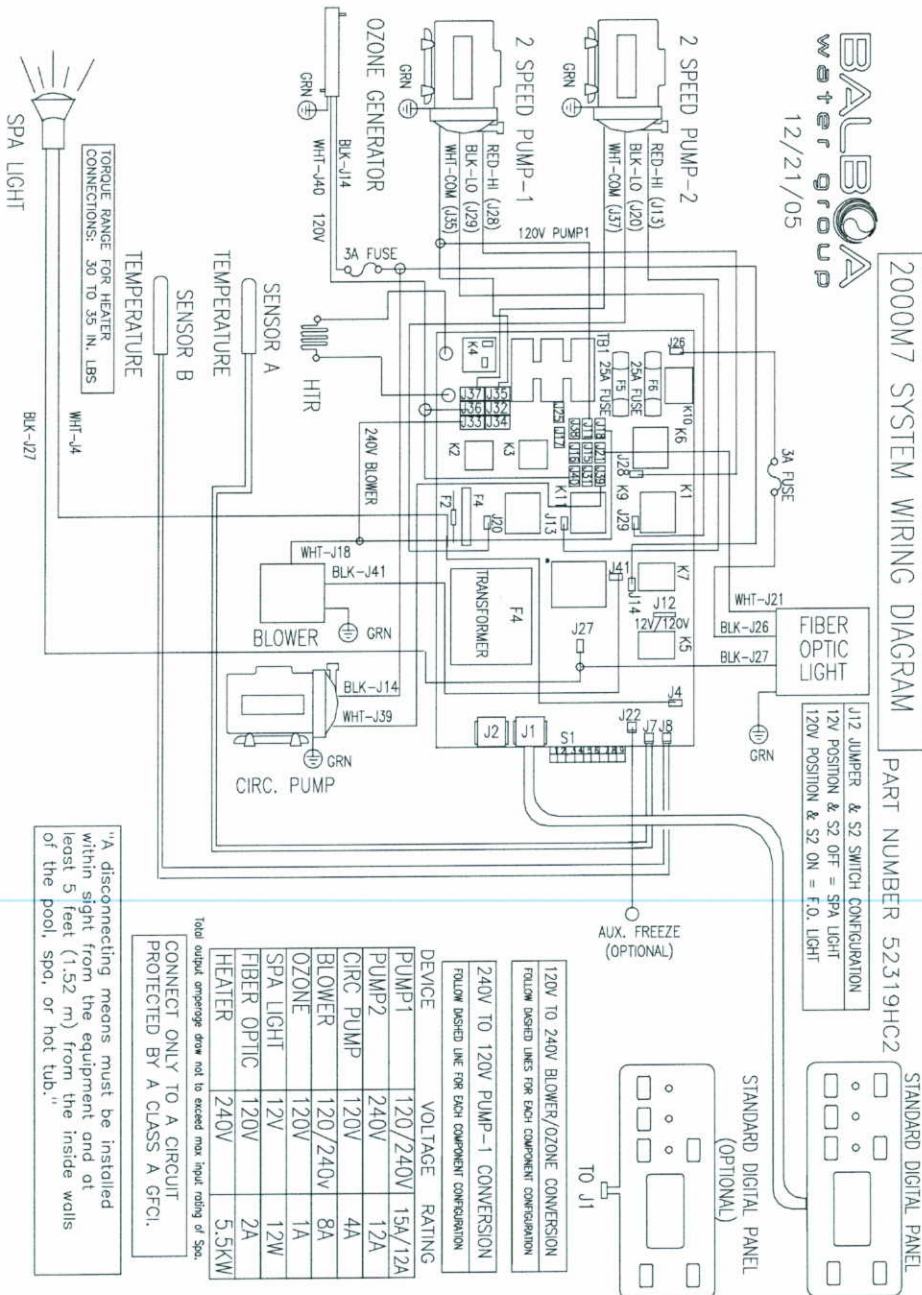 BALBOA
water group
12/21/05
2000M7 SYSTEM WIRING DIAGRAM
PART NUMBER 52319HC2
2 SPEED PUMP-2
GRN
RED-HI (J13)
BLK-LO (J20)
WHT-COM (J37)
2 SPEED PUMP-1
GRN
RED-HI (J28)
BLK-LO (J29)
WHT-COM (J35)
120V PUMP1
OZONE GENERATOR
GRN
BLK-J14
WHT-J40 120V
3A FUSE
SPA LIGHT
WHT-J4
BLK-J27
TORQUE RANGE FOR HEATER
CONNECTIONS: 30 TO 35 IN. LBS
TEMPERATURE
SENSOR B
TEMPERATURE
SENSOR A
HTR
3A FUSE
J26
K10
F6
25A FUSE
F5
25A FUSE
TB1
K6
K4
J37
J35
J36
J32
J33
J34
J25
J17
J18
J21
J39
J11
J15
J31
J38
J16
J40
J28
K1
K9
J29
K2
K3
K11
J13
J20
F4
F2
240V BLOWER
K7
J41
J14
J12
12V/120V
K5
J27
F4
TRANSFORMER
J4
J22
J7
J8
S1
J1
J2
WHT-J18
BLK-J41
GRN
BLOWER
BLK-J14
WHT-J39
GRN
CIRC. PUMP
WHT-J21
BLK-J26
BLK-J27
FIBER
OPTIC
LIGHT
GRN
J12 JUMPER & S2 SWITCH CONFIGURATION
12V POSITION & S2 OFF = SPA LIGHT
120V POSITION & S2 ON = F.O. LIGHT
AUX. FREEZE
(OPTIONAL)
STANDARD DIGITAL PANEL
STANDARD DIGITAL PANEL
(OPTIONAL)
TO J1
120V TO 240V BLOWER/OZONE CONVERSION
FOLLOW DASHED LINES FOR EACH COMPONENT CONFIGURATION
240V TO 120V PUMP-1 CONVERSION
FOLLOW DASHED LINE FOR EACH COMPONENT CONFIGURATION
DEVICE VOLTAGE RATING
PUMP1 120/240V 15A/12A
PUMP2 240V 12A
CIRC PUMP 120V 4A
BLOWER 120/240v 8A
OZONE 120V 1A
SPA LIGHT 12V 12W
FIBER OPTIC 120V 2A
HEATER 240V 5.5KW
Total output amperage draw not to exceed max input rating of Spa.
CONNECT ONLY TO A CIRCUIT
PROTECTED BY A CLASS A GFCI.
"A disconnecting means must be installed
within sight from the equipment and at
least 5 feet (1.52 m) from the inside walls
of the pool, spa, or hot tub."